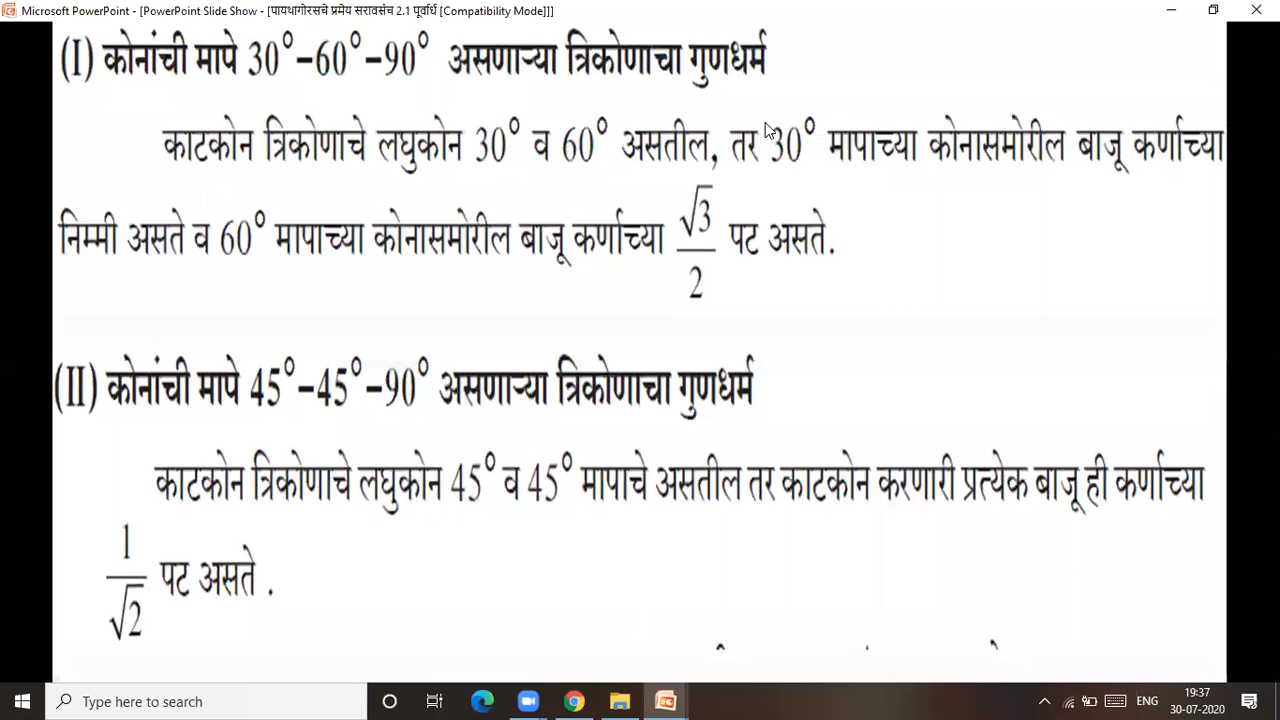 Microsoft PowerPoint - [PowerPoint Slide Show - [पायथागोरसचे प्रमेय सरावसंच 2.1 पूर्वार्ध [Compatibility Mode]]]
(I) कोनांची मापे 30°-60°-90° असणाऱ्या त्रिकोणाचा गुणधर्म
काटकोन त्रिकोणाचे लघुकोन 30° व 60° असतील, तर 30° मापाच्या कोनासमोरील बाजू कर्णाच्या
निम्मी असते व 60° मापाच्या कोनासमोरील बाजू कर्णाच्या √3/2 पट असते.
(II) कोनांची मापे 45°-45°-90° असणाऱ्या त्रिकोणाचा गुणधर्म
काटकोन त्रिकोणाचे लघुकोन 45° व 45° मापाचे असतील तर काटकोन करणारी प्रत्येक बाजू ही कर्णाच्या
1/√2 पट असते .
Type here to search
ENG
19:37
30-07-2020